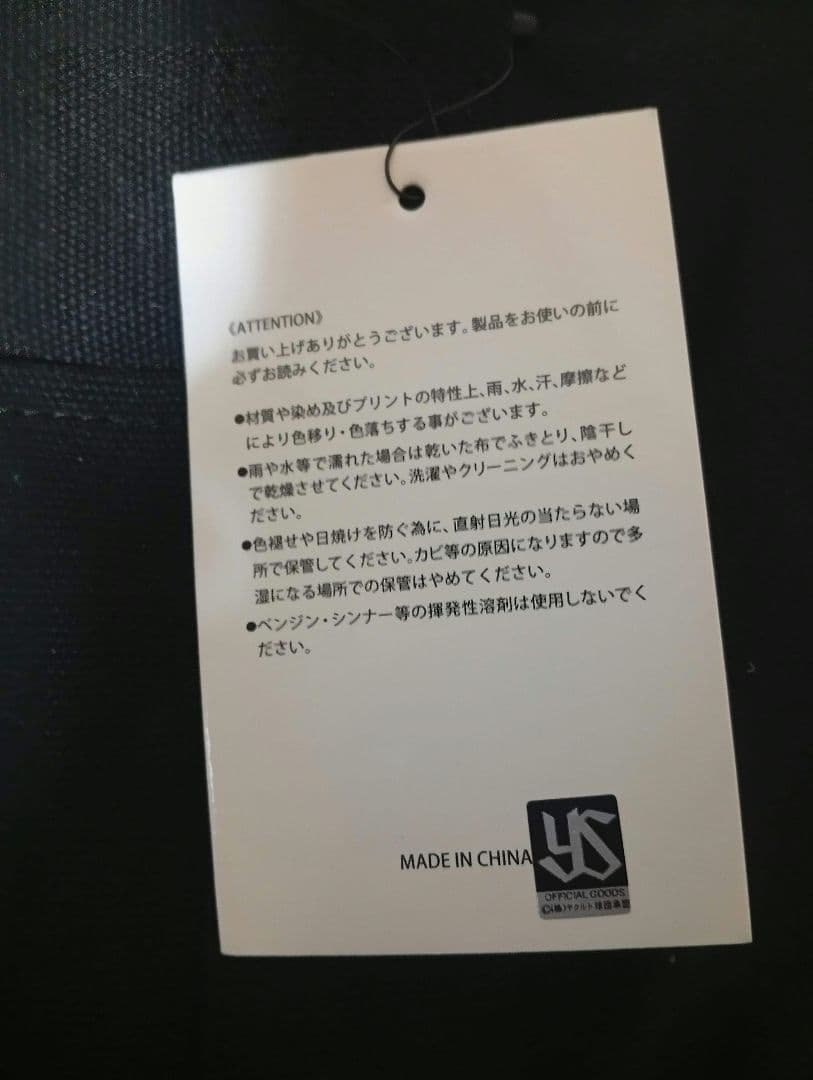 《ATTENTION》
お買い上げありがとうございます。製品をお使いの前に
必ずお読みください。
●材質や染め及びプリントの特性上、雨、水、汗、摩擦など
により色移り・色落ちする事がございます。
●雨や水等で濡れた場合は乾いた布でふきとり、陰干し
で乾燥させてください。洗濯やクリーニングはおやめく
ださい。
●色褪せや日焼けを防ぐ為に、直射日光の当たらない場
所で保管してください。カビ等の原因になりますので多
湿になる場所での保管はやめてください。
●ベンジン・シンナー等の揮発性溶剤は使用しないでく
ださい。
MADE IN CHINA
YS
OFFICIAL GOODS
©(株)ヤクルト球団承認